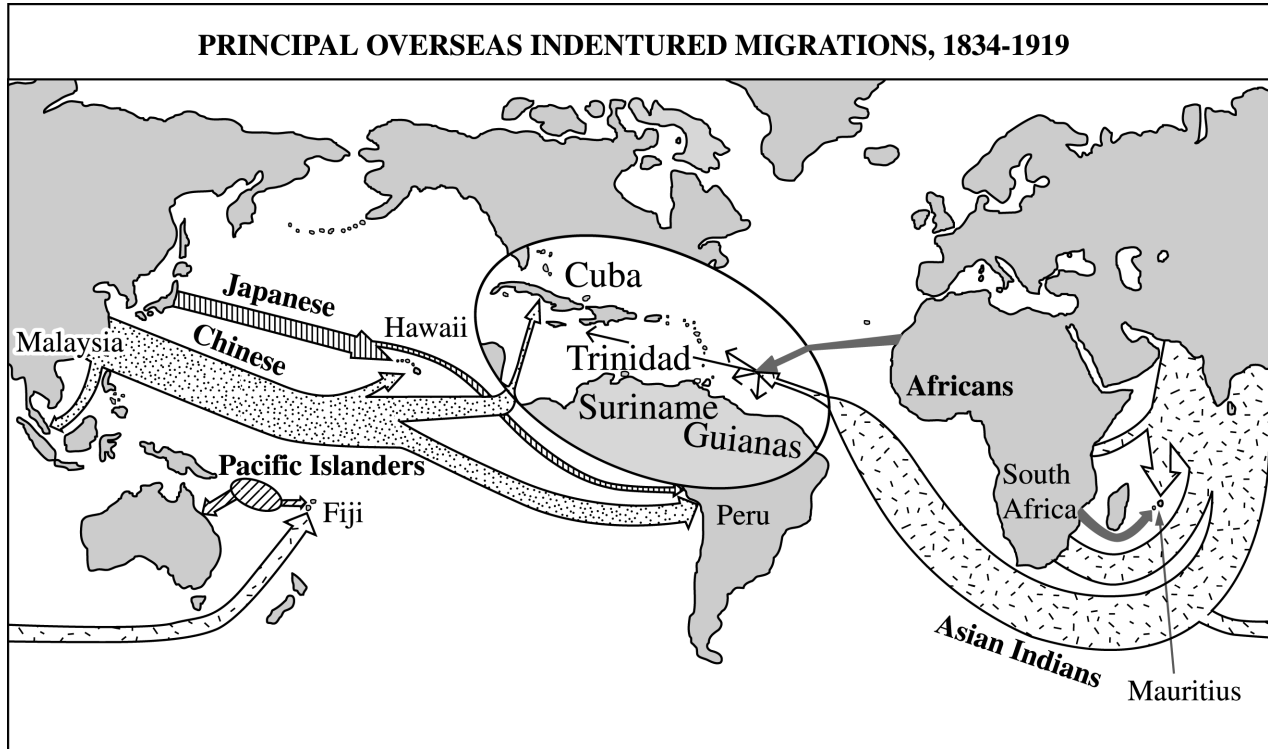 PRINCIPAL OVERSEAS INDENTURED MIGRATIONS, 1834-1919
Cuba
Japanese
Hawaii
Malaysia
Chinese
Trinidad
Africans
Suriname
Guianas
Pacific Islanders
South
Africa
Fiji
Peru
Asian Indians
Mauritius